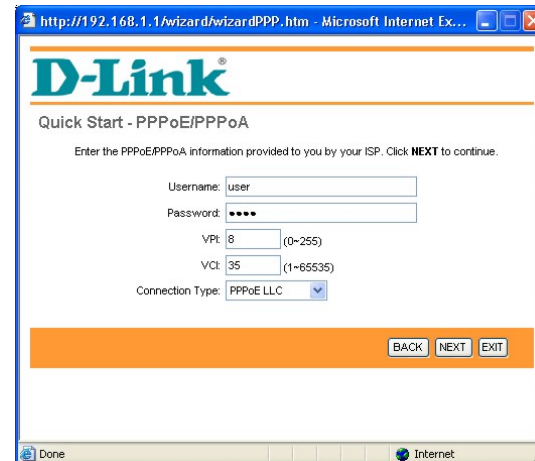 http://192.168.1.1/wizard/wizardPPP.htm - Microsoft Internet Ex...
D-Link®
Quick Start - PPPoE/PPPoA
Enter the PPPoE/PPPoA information provided to you by your ISP. Click NEXT to continue.
Username: user
Password: ••••
VPI: 8 (0~255)
VCI: 35 (1~65535)
Connection Type: PPPoE LLC
BACK NEXT EXIT
Done Internet